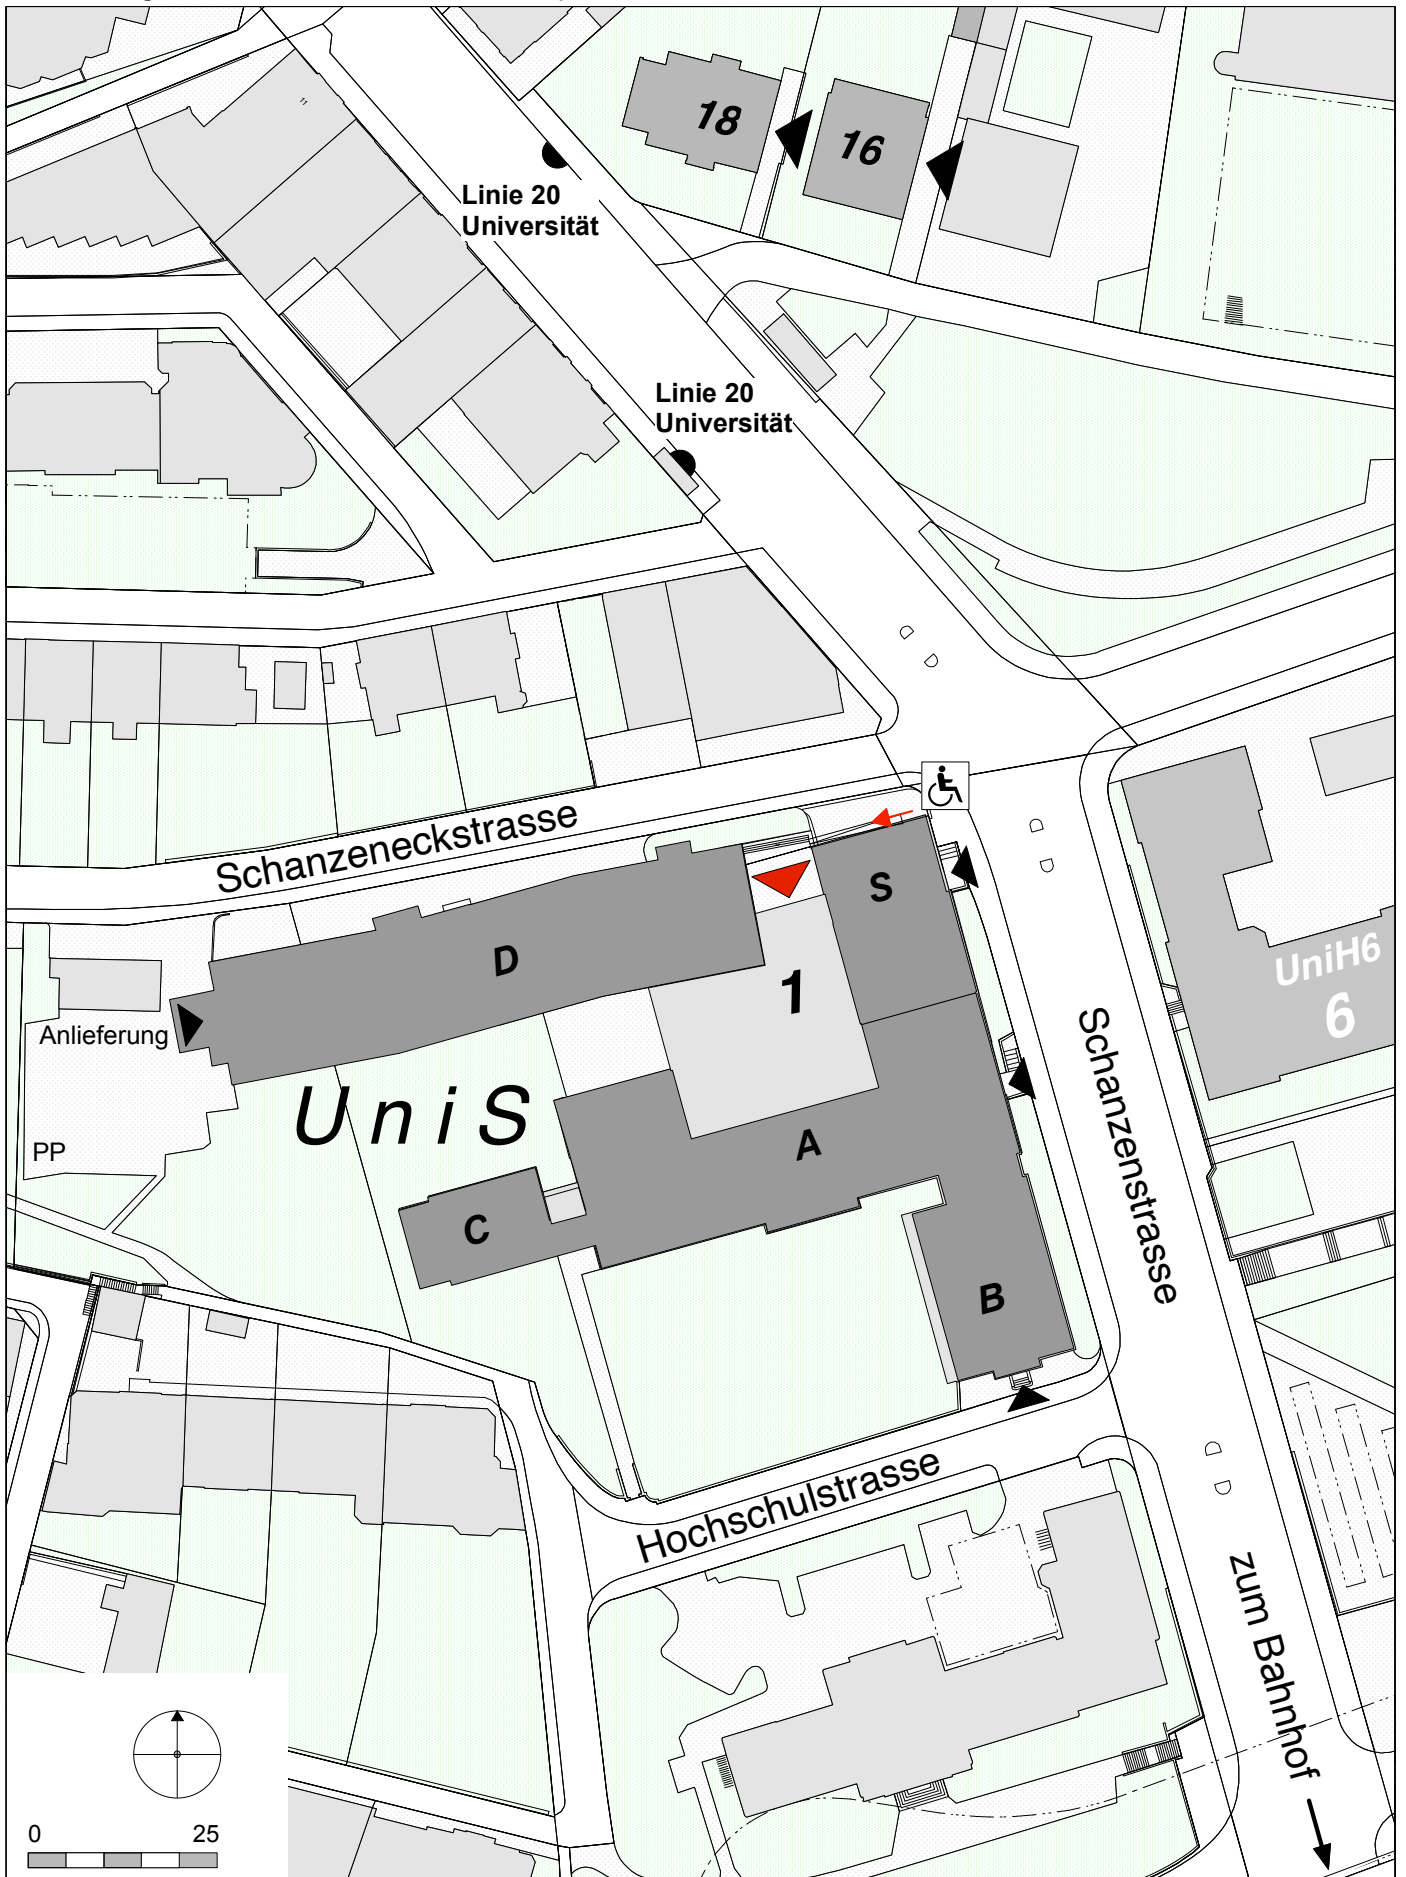 11
18
16
Linie 20
Universität
Linie 20
Universität
Schanzeneckstrasse
S
D
1
UniH6
6
Anlieferung
UniS
Schanzenstrasse
PP
A
C
B
Hochschulstrasse
zum Bahnhof
0 25